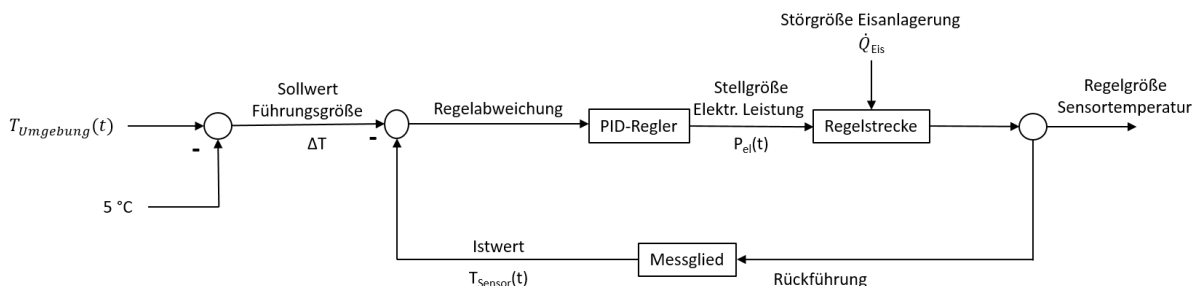 Störgröße Eisanlagerung
Q̇Eis
Sollwert
Führungsgröße
ΔT
Regelabweichung
Stellgröße
Elektr. Leistung
Pel(t)
Regelgröße
Sensortemperatur
TUmgebung(t)
-
-
PID-Regler
Regelstrecke
5 °C
Istwert
TSensor(t)
Messglied
Rückführung